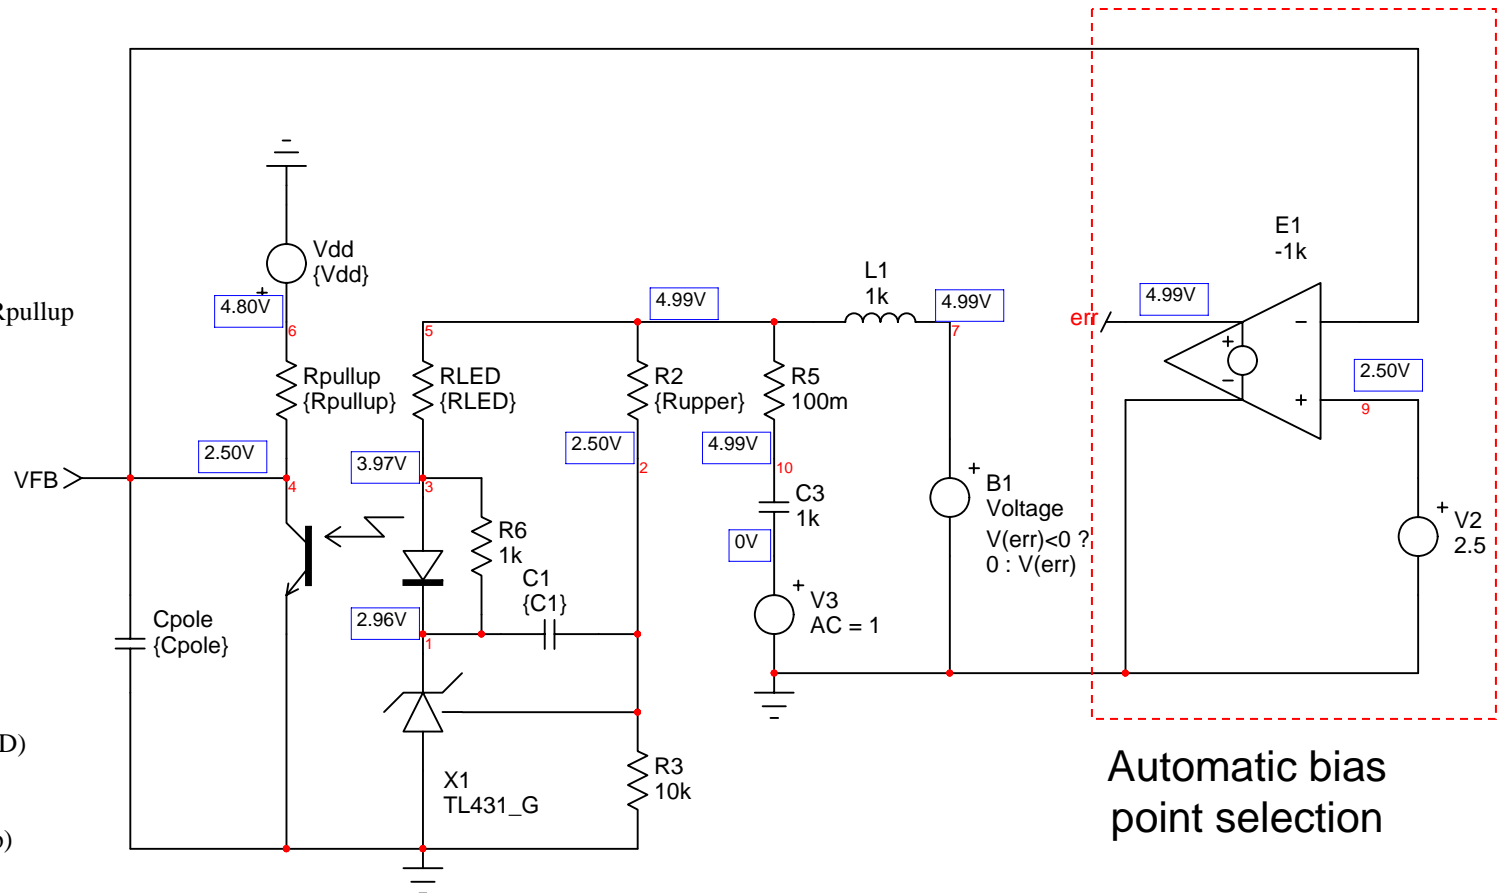 E1
-1k
Vdd
{Vdd}
+
4.80V
6
Rpullup
L1
1k
4.99V
4.99V
4.99V
5
7
err
+
−
−
+
Rpullup
{Rpullup}
RLED
{RLED}
R2
{Rupper}
R5
100m
2.50V
9
2.50V
3.97V
2.50V
4.99V
VFB
4
3
2
10
+
B1
Voltage
V(err)<0 ?
0 : V(err)
C3
1k
+
V2
2.5
R6
1k
0V
C1
{C1}
+
V3
AC = 1
2.96V
1
Cpole
{Cpole}
D)
X1
TL431_G
R3
10k
Automatic bias
point selection